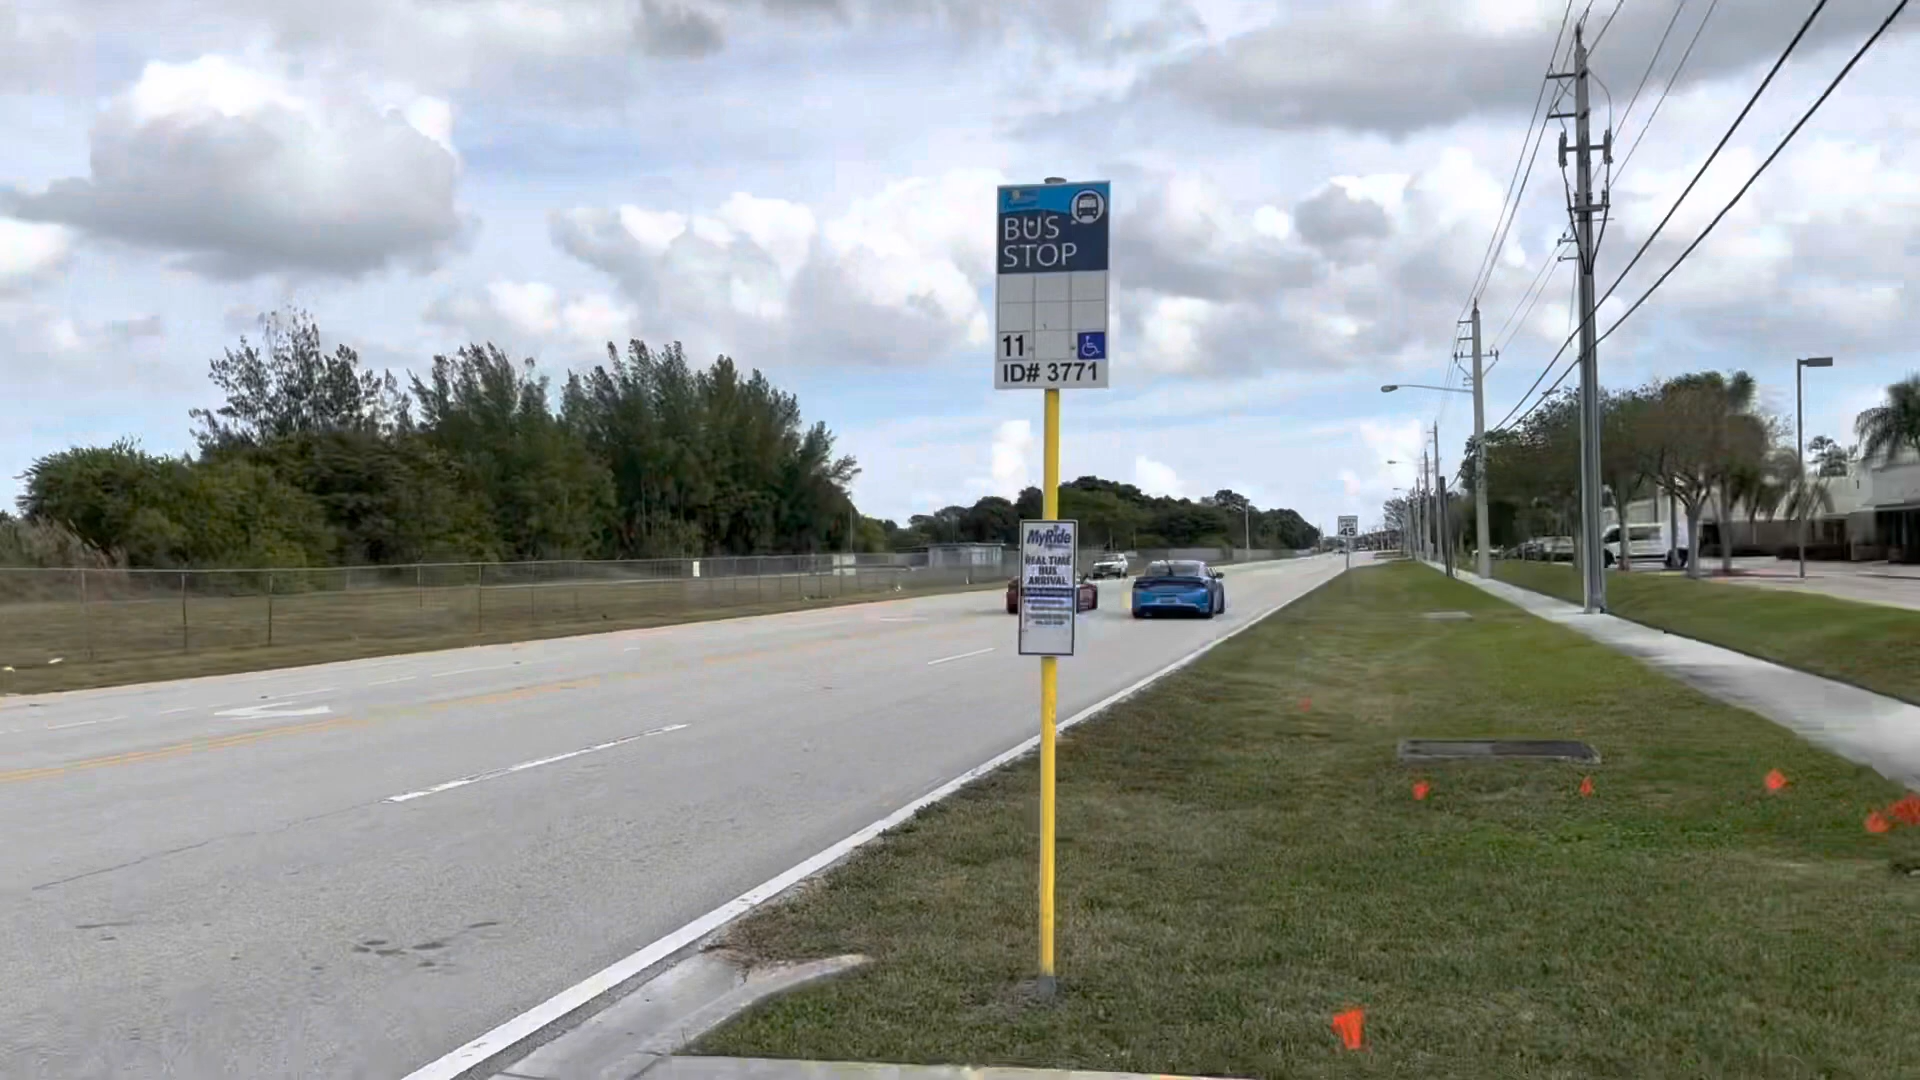 BUS
STOP
11
ID# 3771
MyRide
REAL TIME
BUS
ARRIVAL
45